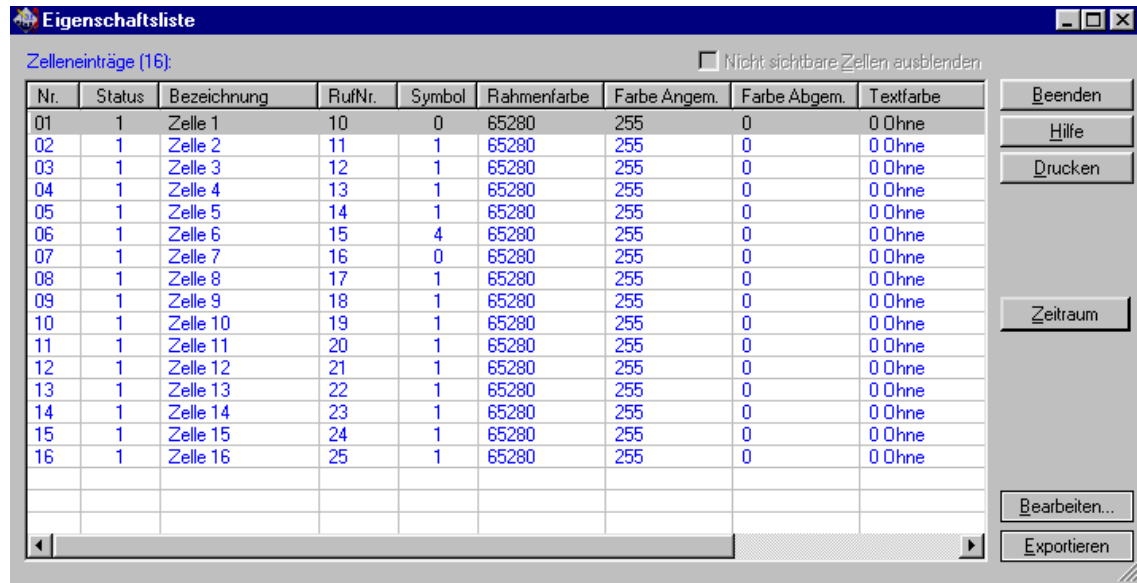 Eigenschaftsliste
Zelleneinträge (16):
Nicht sichtbare Zellen ausblenden
Nr. Status Bezeichnung RufNr. Symbol Rahmenfarbe Farbe Angem. Farbe Abgem. Textfarbe
01 1 Zelle 1 10 0 65280 255 0 0 Ohne
02 1 Zelle 2 11 1 65280 255 0 0 Ohne
03 1 Zelle 3 12 1 65280 255 0 0 Ohne
04 1 Zelle 4 13 1 65280 255 0 0 Ohne
05 1 Zelle 5 14 1 65280 255 0 0 Ohne
06 1 Zelle 6 15 4 65280 255 0 0 Ohne
07 1 Zelle 7 16 0 65280 255 0 0 Ohne
08 1 Zelle 8 17 1 65280 255 0 0 Ohne
09 1 Zelle 9 18 1 65280 255 0 0 Ohne
10 1 Zelle 10 19 1 65280 255 0 0 Ohne
11 1 Zelle 11 20 1 65280 255 0 0 Ohne
12 1 Zelle 12 21 1 65280 255 0 0 Ohne
13 1 Zelle 13 22 1 65280 255 0 0 Ohne
14 1 Zelle 14 23 1 65280 255 0 0 Ohne
15 1 Zelle 15 24 1 65280 255 0 0 Ohne
16 1 Zelle 16 25 1 65280 255 0 0 Ohne
Beenden
Hilfe
Drucken
Zeitraum
Bearbeiten...
Exportieren